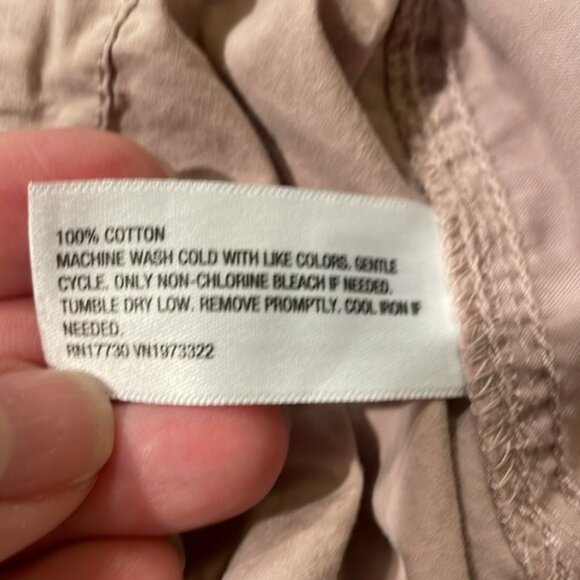 100% COTTON
MACHINE WASH COLD WITH LIKE COLORS, GENTLE
CYCLE. ONLY NON-CHLORINE BLEACH IF NEEDED.
TUMBLE DRY LOW. REMOVE PROMPTLY. COOL IRON IF
NEEDED.
RN17730 VN1973322